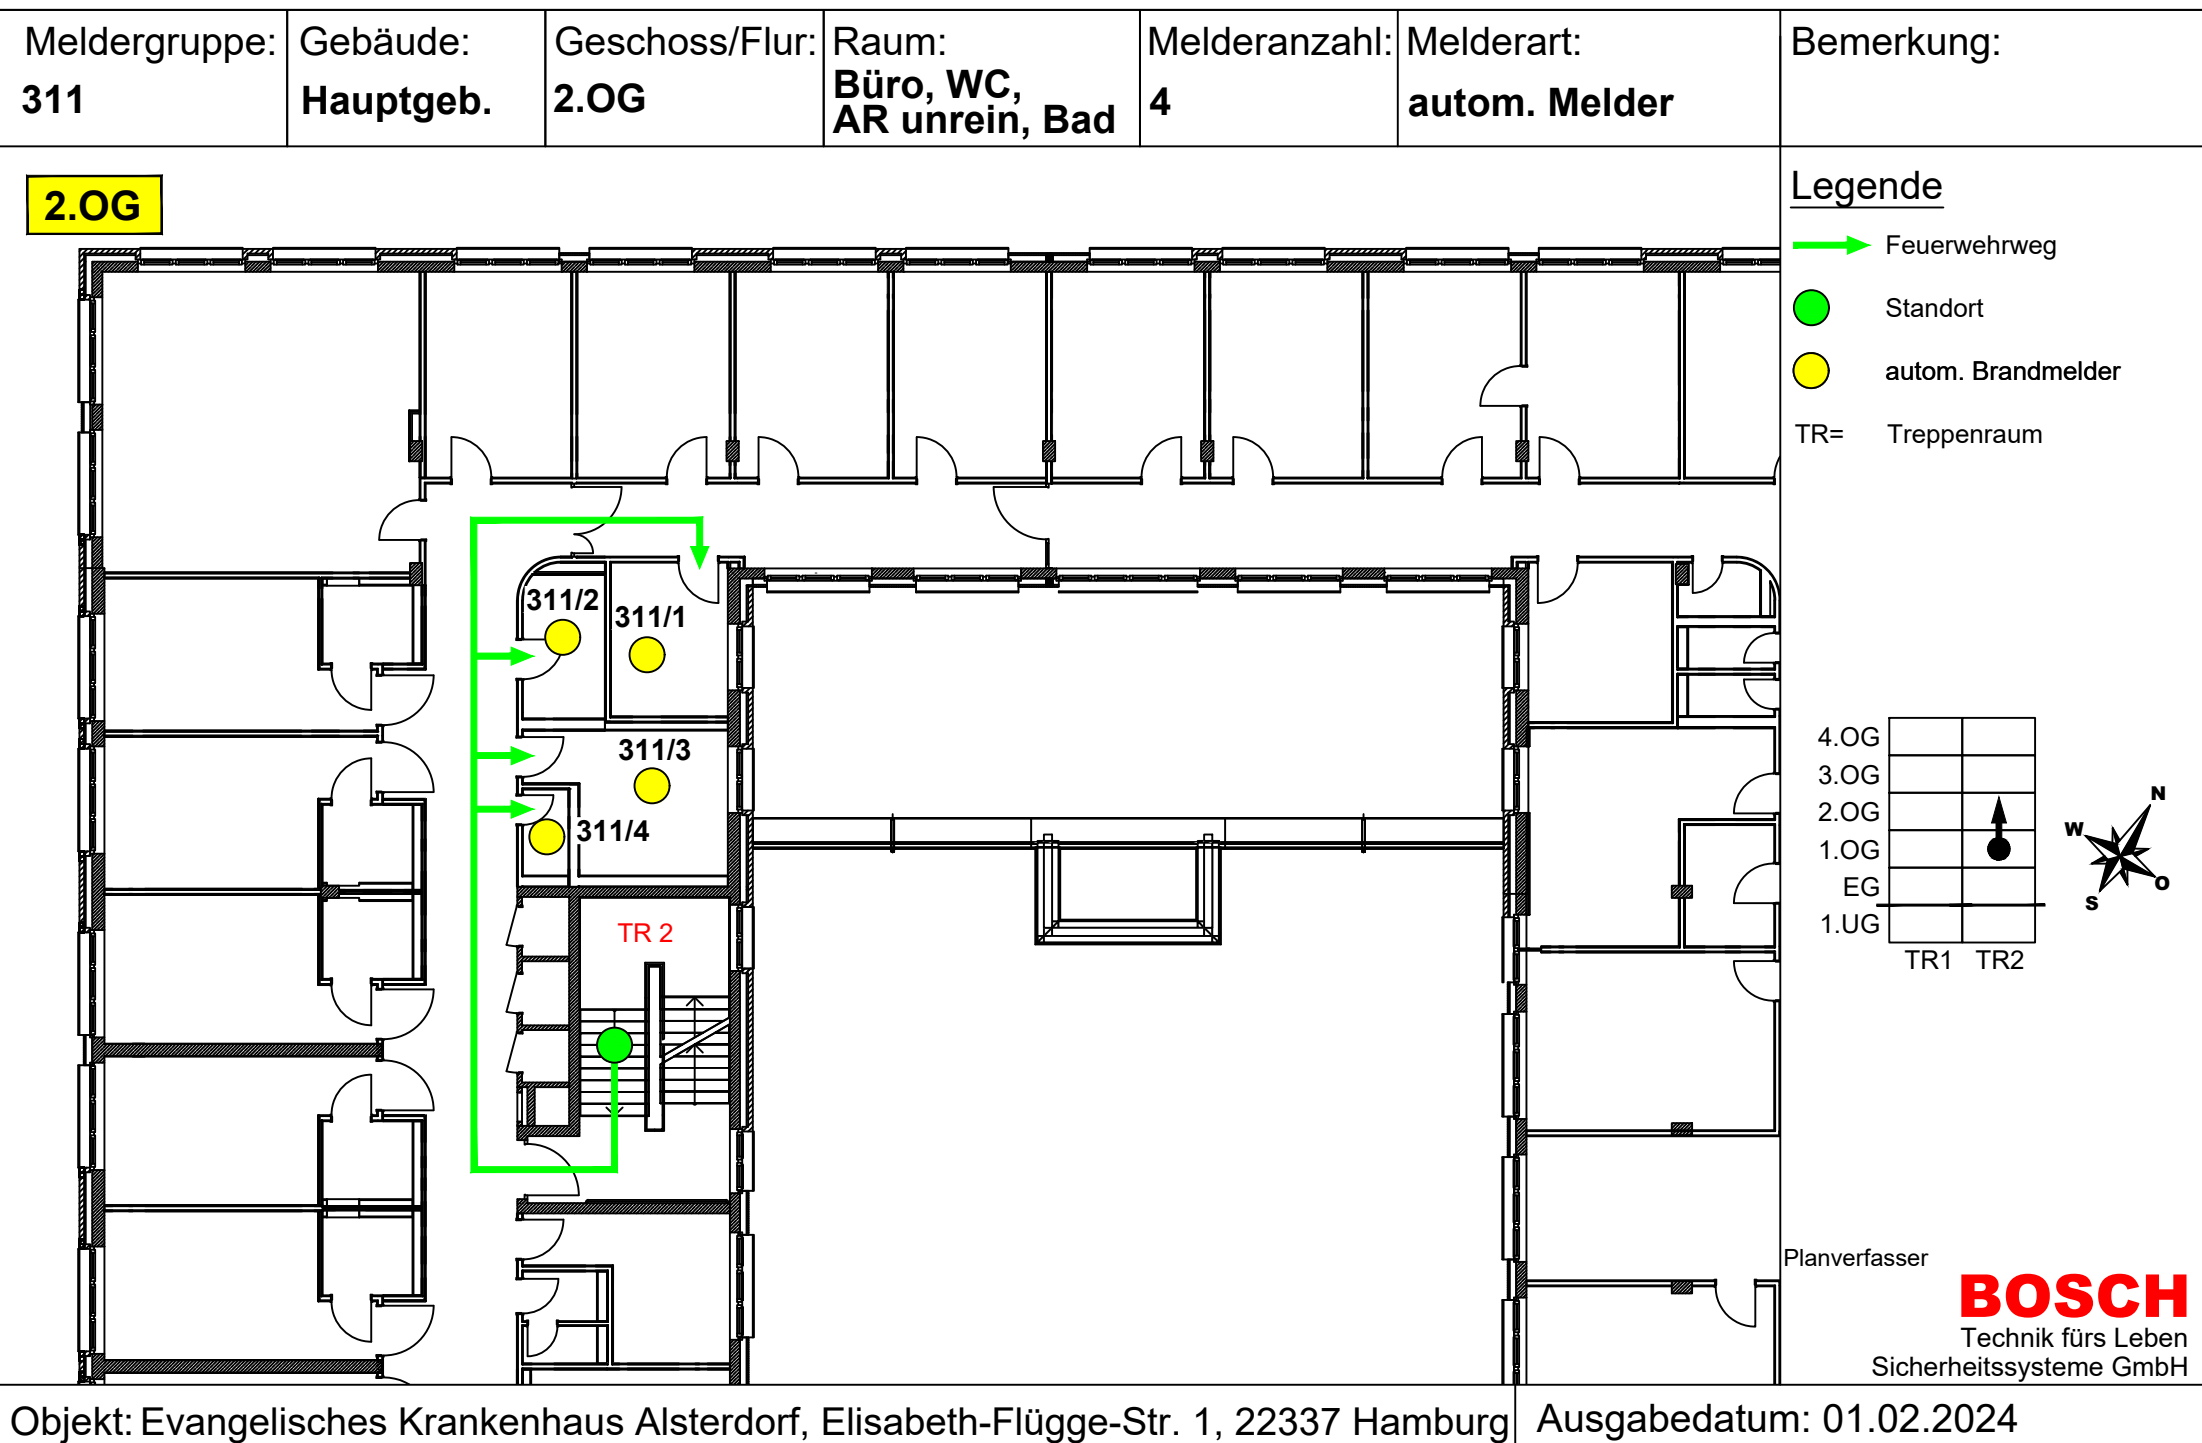 Meldergruppe:
311
Gebäude:
Hauptgeb.
Geschoss/Flur:
2.OG
Raum:
Büro, WC,
AR unrein, Bad
Melderanzahl:
4
Melderart:
autom. Melder
Bemerkung:
2.OG
Legende
Feuerwehrweg
Standort
autom. Brandmelder
TR= Treppenraum
311/2
311/1
311/3
311/4
TR 2
4.OG
3.OG
2.OG
1.OG
EG
1.UG
TR1 TR2
N
W
O
S
Planverfasser
BOSCH
Technik fürs Leben
Sicherheitssysteme GmbH
Objekt: Evangelisches Krankenhaus Alsterdorf, Elisabeth-Flügge-Str. 1, 22337 Hamburg
Ausgabedatum: 01.02.2024